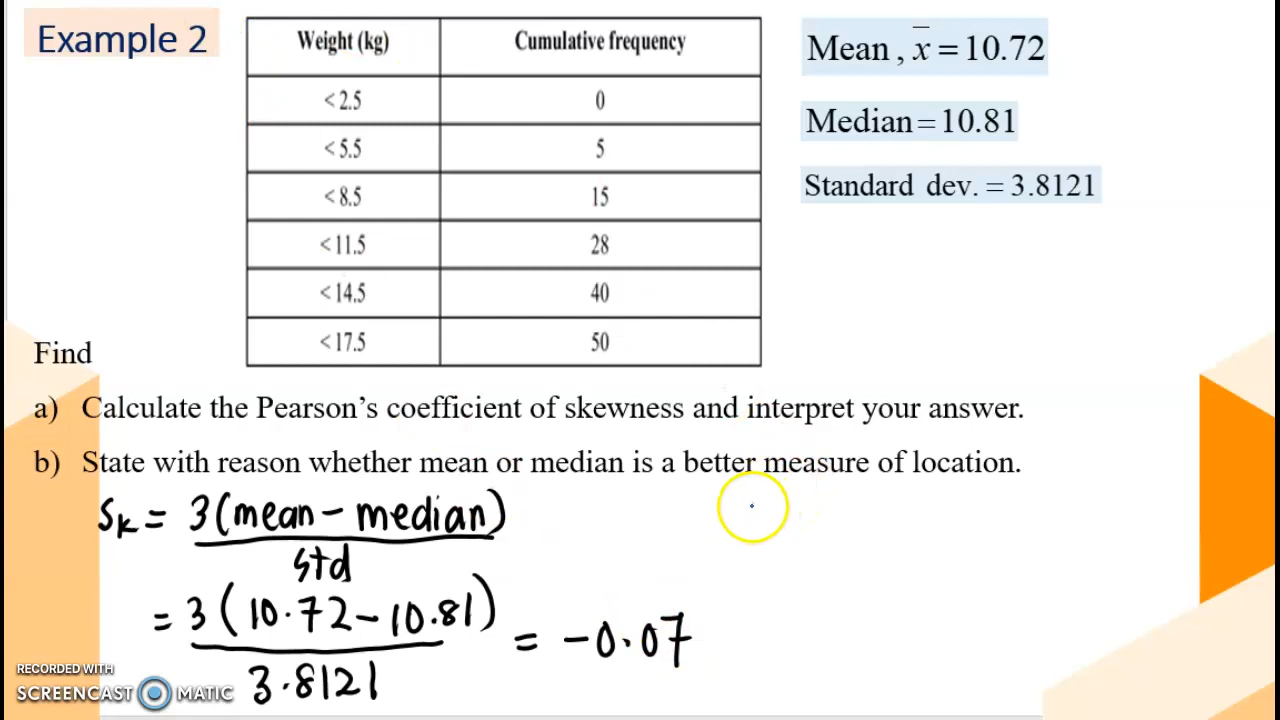 Example 2
Weight (kg) Cumulative frequency
< 2.5 0
< 5.5 5
< 8.5 15
< 11.5 28
< 14.5 40
< 17.5 50
Mean , x̄ = 10.72
Median = 10.81
Standard dev. = 3.8121
Find
a) Calculate the Pearson's coefficient of skewness and interpret your answer.
b) State with reason whether mean or median is a better measure of location.
Sk = 3(mean - median)
std
= 3 ( 10.72 - 10.81 )
3.8121
= -0.07
RECORDED WITH
SCREENCAST MATIC